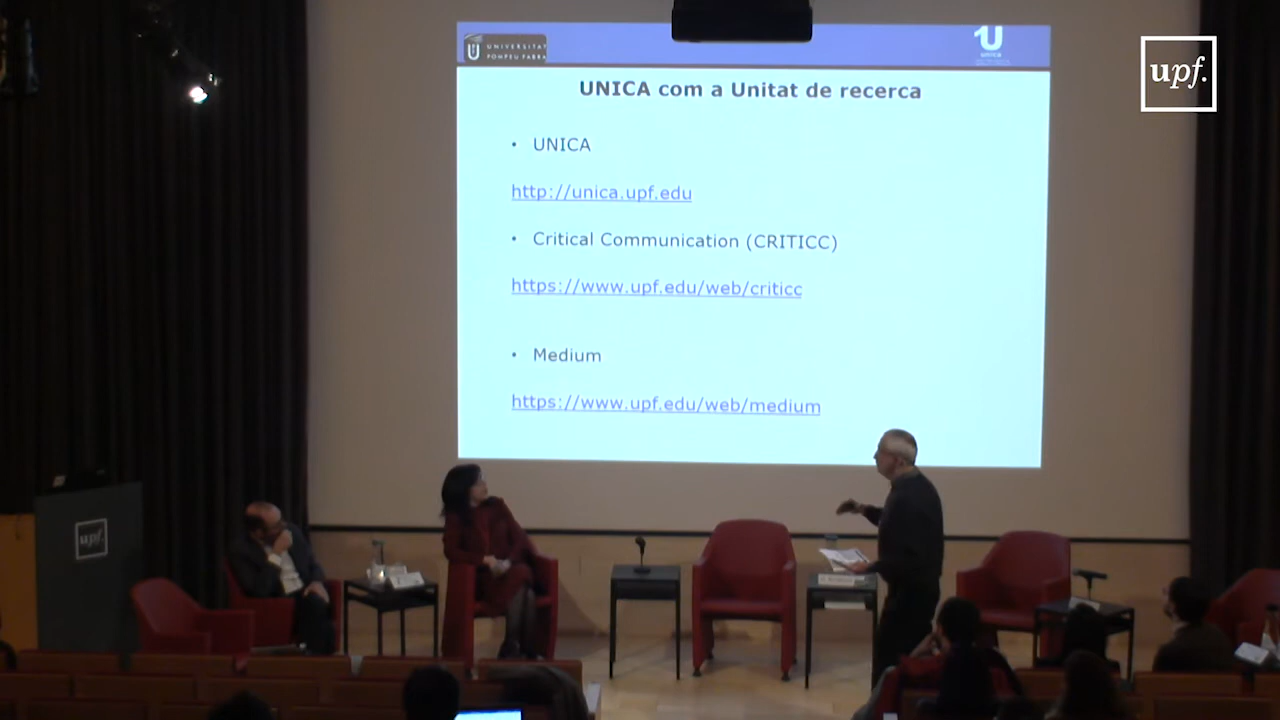 UNIVERSITAT
POMPEU FABRA
UNICA
upf.
UNICA com a Unitat de recerca
• UNICA
http://unica.upf.edu
• Critical Communication (CRITICC)
https://www.upf.edu/web/criticc
• Medium
https://www.upf.edu/web/medium
upf.